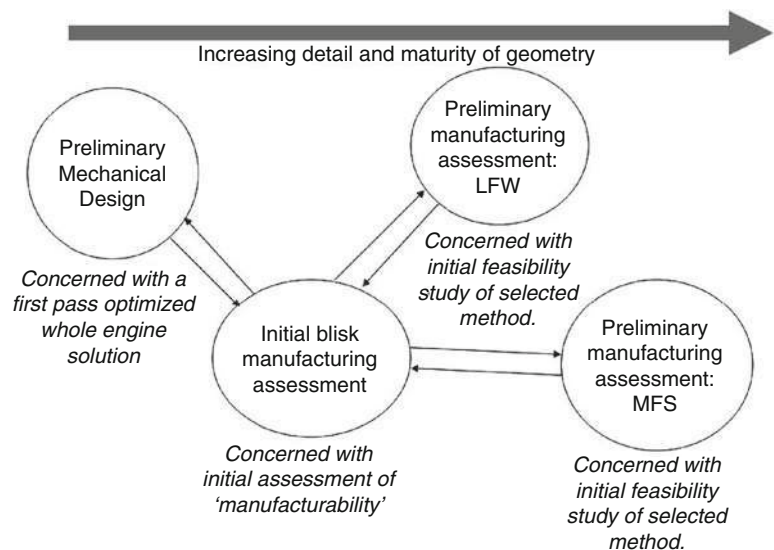 Increasing detail and maturity of geometry
Preliminary
Mechanical
Design
Concerned with a
first pass optimized
whole engine
solution
Preliminary
manufacturing
assessment:
LFW
Concerned with
initial feasibility
study of selected
method.
Initial blisk
manufacturing
assessment
Concerned with
initial assessment of
‘manufacturability’
Preliminary
manufacturing
assessment:
MFS
Concerned with
initial feasibility
study of selected
method.